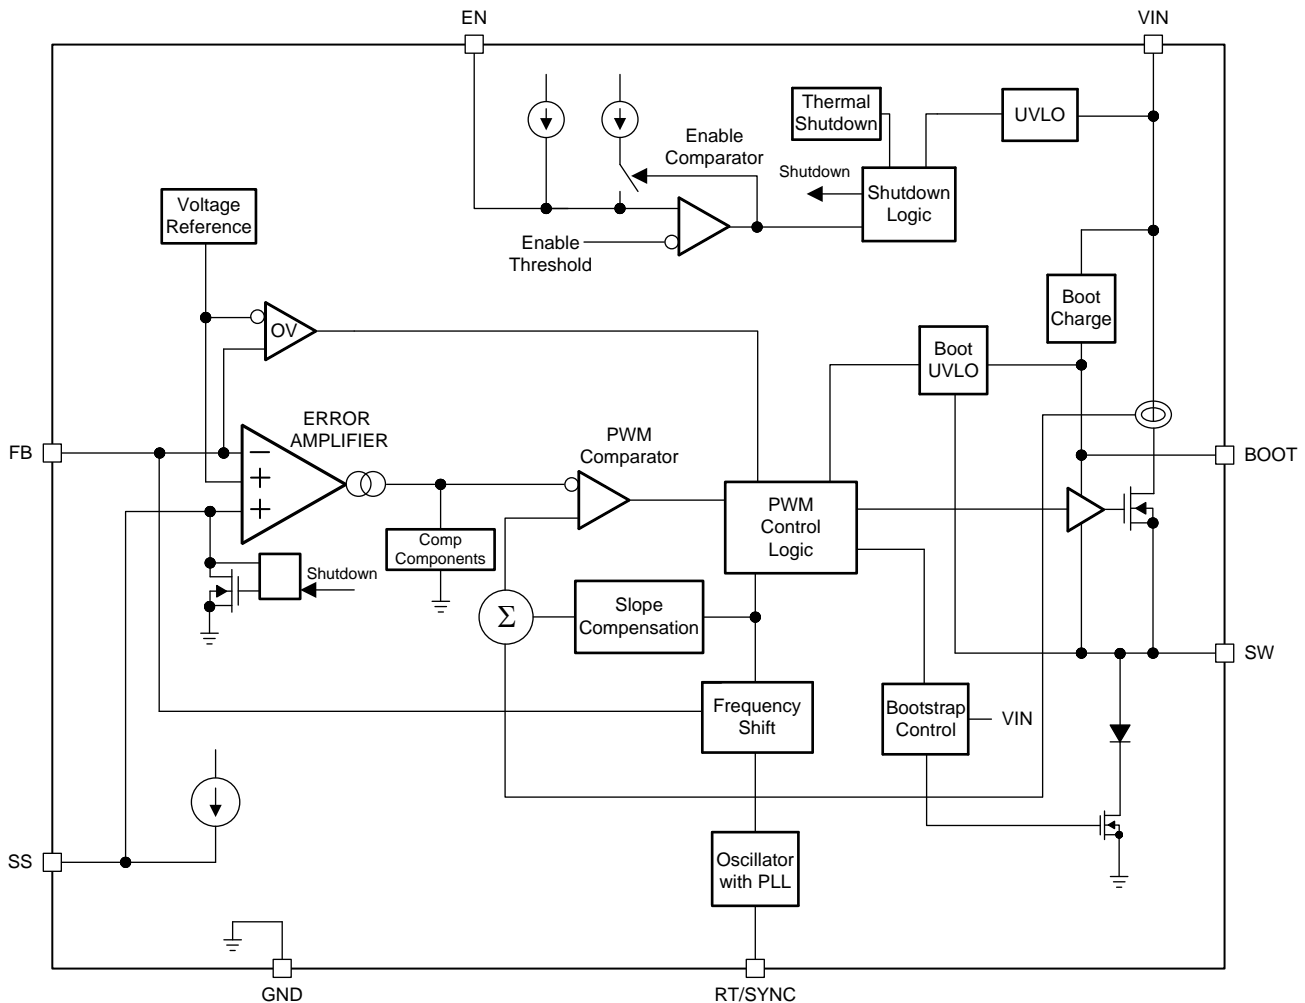 EN
VIN
Thermal
Shutdown
UVLO
Enable
Comparator
Shutdown
Shutdown
Logic
Voltage
Reference
Enable
Threshold
Boot
Charge
OV
Boot
UVLO
ERROR
AMPLIFIER
FB
−
+
+
PWM
Comparator
BOOT
PWM
Control
Logic
Comp
Components
Shutdown
Σ
Slope
Compensation
SW
Frequency
Shift
Bootstrap
Control
VIN
SS
Oscillator
with PLL
GND
RT/SYNC